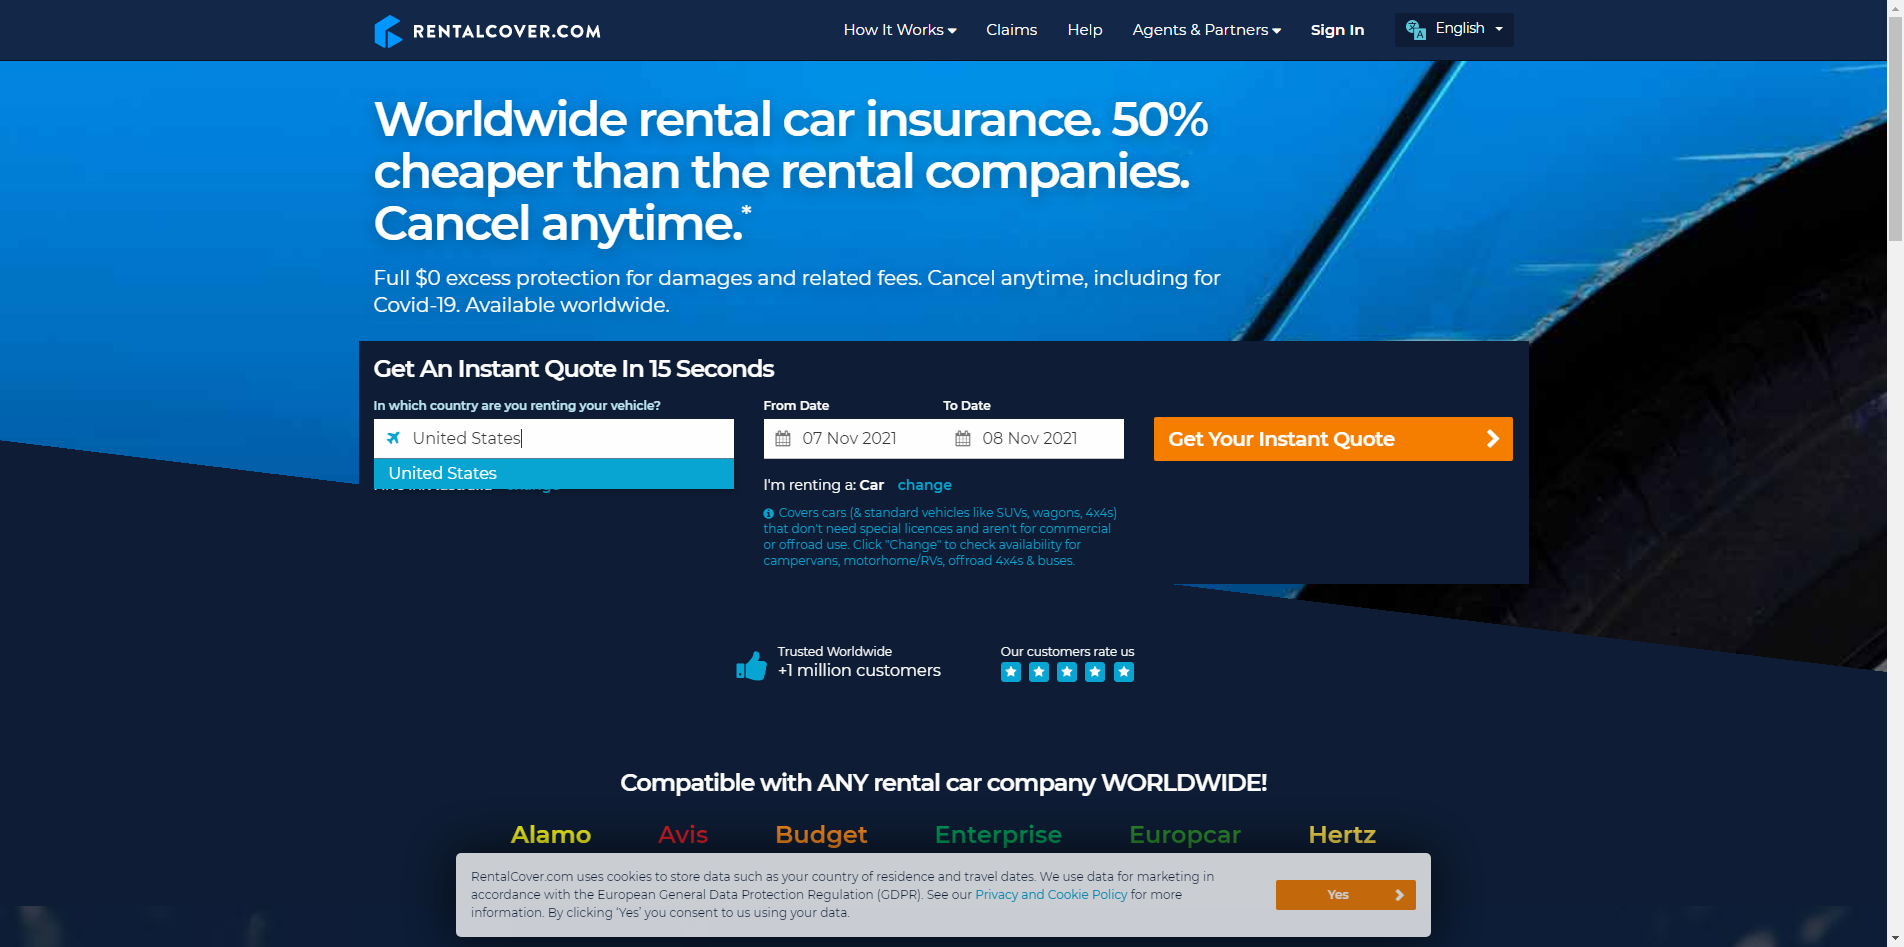 RENTALCOVER.COM
How It Works
Claims
Help
Agents & Partners
Sign In
English
Worldwide rental car insurance. 50%
cheaper than the rental companies.
Cancel anytime.*
Full $0 excess protection for damages and related fees. Cancel anytime, including for
Covid-19. Available worldwide.
Get An Instant Quote In 15 Seconds
In which country are you renting your vehicle?
United States
United States
From Date
To Date
07 Nov 2021
08 Nov 2021
Get Your Instant Quote
I'm renting a: Car change
Covers cars (& standard vehicles like SUVs, wagons, 4x4s)
that don't need special licences and aren't for commercial
or offroad use. Click "Change" to check availability for
campervans, motorhome/RVs, offroad 4x4s & buses.
Trusted Worldwide
+1 million customers
Our customers rate us
Compatible with ANY rental car company WORLDWIDE!
Alamo
Avis
Budget
Enterprise
Europcar
Hertz
RentalCover.com uses cookies to store data such as your country of residence and travel dates. We use data for marketing in
accordance with the European General Data Protection Regulation (GDPR). See our Privacy and Cookie Policy for more
information. By clicking ‘Yes’ you consent to us using your data.
Yes